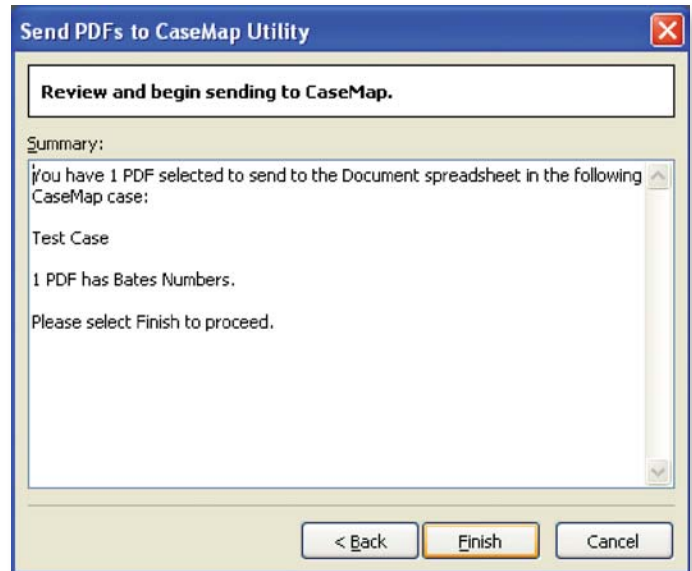 Send PDFs to CaseMap Utility
Review and begin sending to CaseMap.
Summary:
You have 1 PDF selected to send to the Document spreadsheet in the following
CaseMap case:
Test Case
1 PDF has Bates Numbers.
Please select Finish to proceed.
< Back
Finish
Cancel